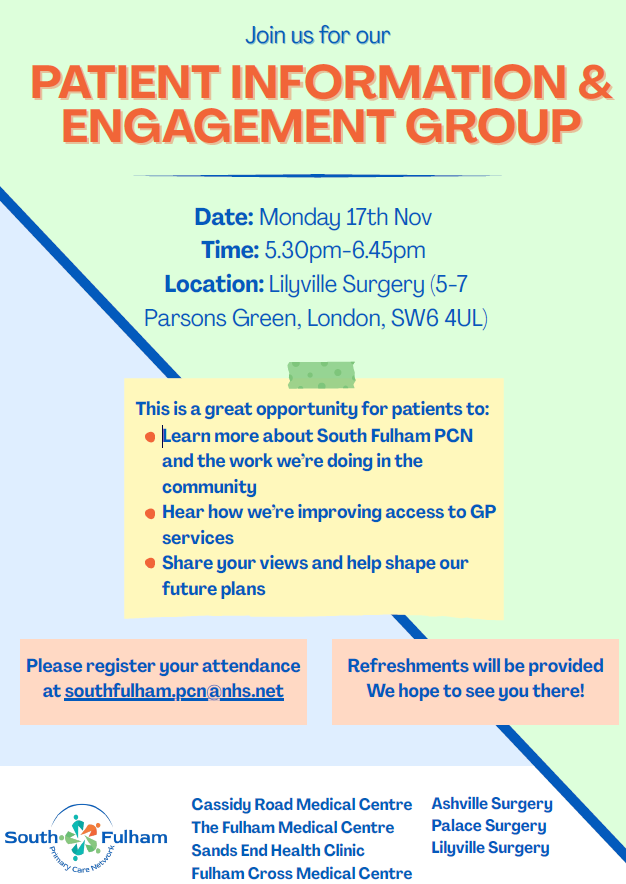 Join us for our
PATIENT INFORMATION &
ENGAGEMENT GROUP
Date: Monday 17th Nov
Time: 5.30pm-6.45pm
Location: Lilyville Surgery (5-7
Parsons Green, London, SW6 4UL)
This is a great opportunity for patients to:
Learn more about South Fulham PCN
and the work we're doing in the
community
Hear how we're improving access to GP
services
Share your views and help shape our
future plans
Please register your attendance
at southfulham.pcn@nhs.net
Refreshments will be provided
We hope to see you there!
South Fulham
Primary Care Network
Cassidy Road Medical Centre
The Fulham Medical Centre
Sands End Health Clinic
Fulham Cross Medical Centre
Ashville Surgery
Palace Surgery
Lilyville Surgery